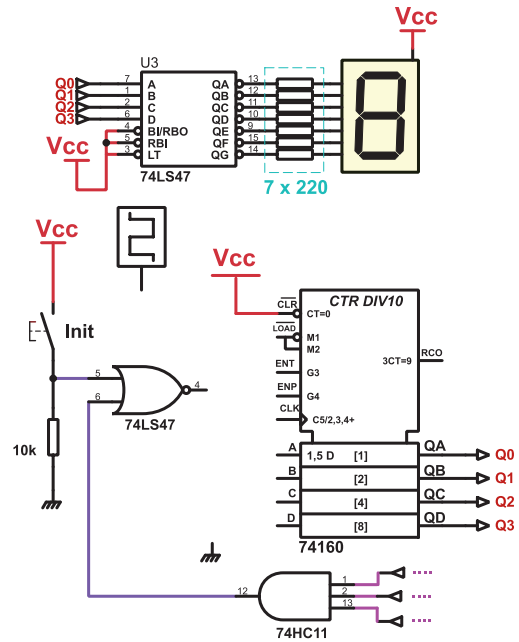 Vcc
U3
Q0 7 A QA 13
Q1 1 B QB 12
Q2 2 C QC 11
Q3 6 D QD 10
4 BI/RBO QE 9
5 RBI QF 15
3 LT QG 14
Vcc
74LS47
7 x 220
Vcc
Vcc
CTR DIV10
CLR
CT=0
Init
LOAD
M1
M2
RCO
3CT=9
ENT
G3
5
4
ENP
G4
6
CLK
C5/2,3,4+
74LS47
10k
A 1,5 D [1] QA Q0
B [2] QB Q1
C [4] QC Q2
D [8] QD Q3
74160
1
12
2
13
74HC11